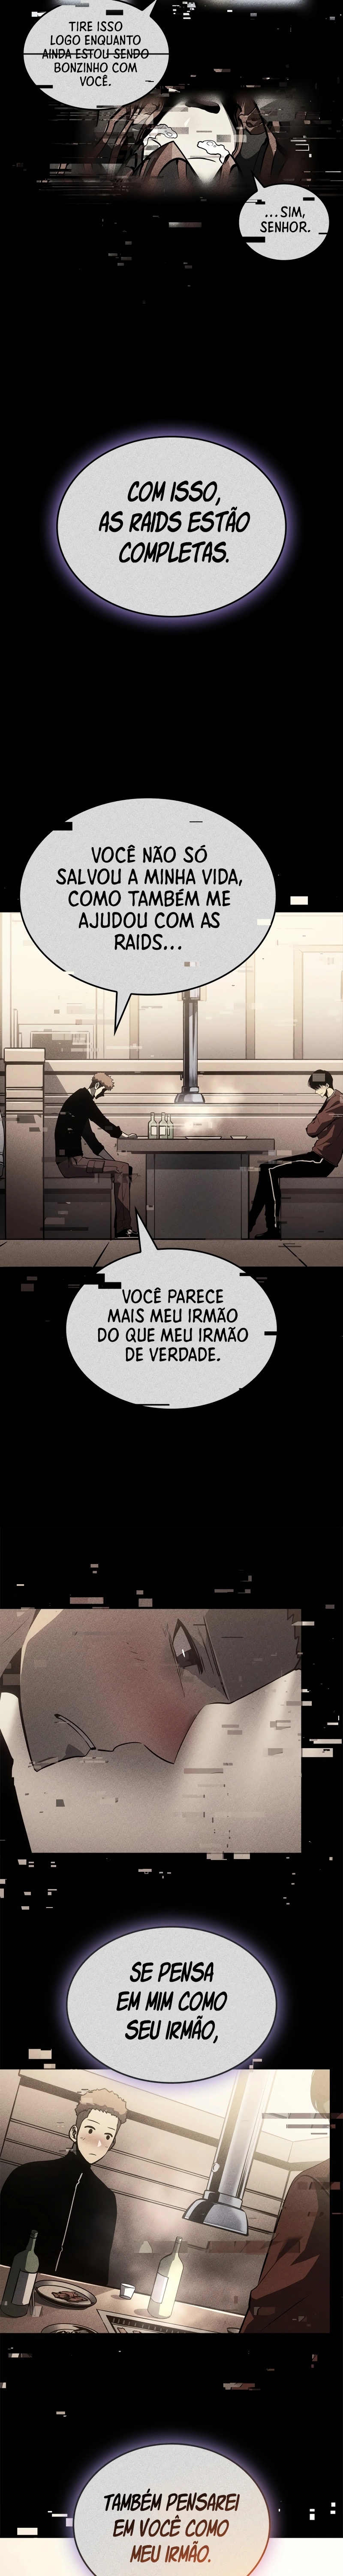 TIRE ISSO
LOGO ENQUANTO
AINDA ESTOU SENDO
BONZINHO COM
VOCÊ.
...SIM,
SENHOR.
COM ISSO,
AS RAIDS ESTÃO
COMPLETAS.
VOCÊ NÃO SÓ
SALVOU A MINHA VIDA,
COMO TAMBÉM ME
AJUDOU COM AS
RAIDS...
VOCÊ PARECE
MAIS MEU IRMÃO
DO QUE MEU IRMÃO
DE VERDADE.
SE PENSA
EM MIM COMO
SEU IRMÃO,
TAMBÉM PENSAREI
EM VOCÊ COMO
MEU IRMÃO.